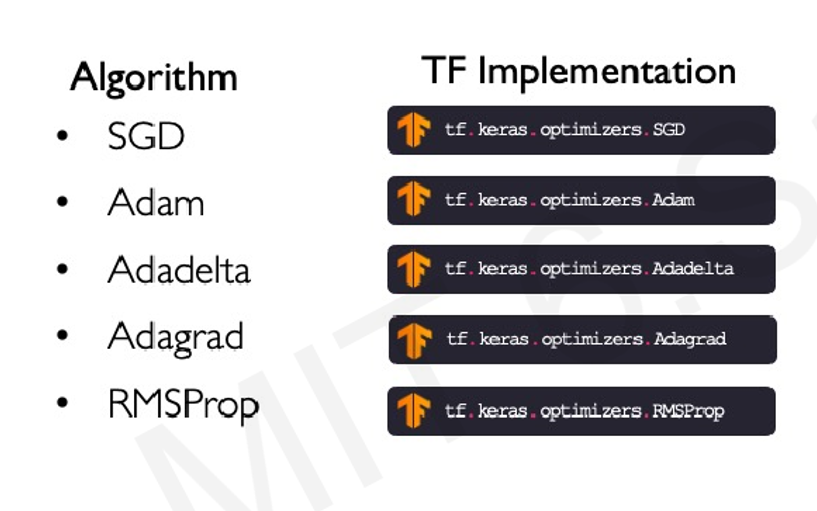 Algorithm
TF Implementation
• SGD
tf.keras.optimizers.SGD
• Adam
tf.keras.optimizers.Adam
• Adadelta
tf.keras.optimizers.Adadelta
• Adagrad
tf.keras.optimizers.Adagrad
• RMSProp
tf.keras.optimizers.RMSProp
MIT 6.S